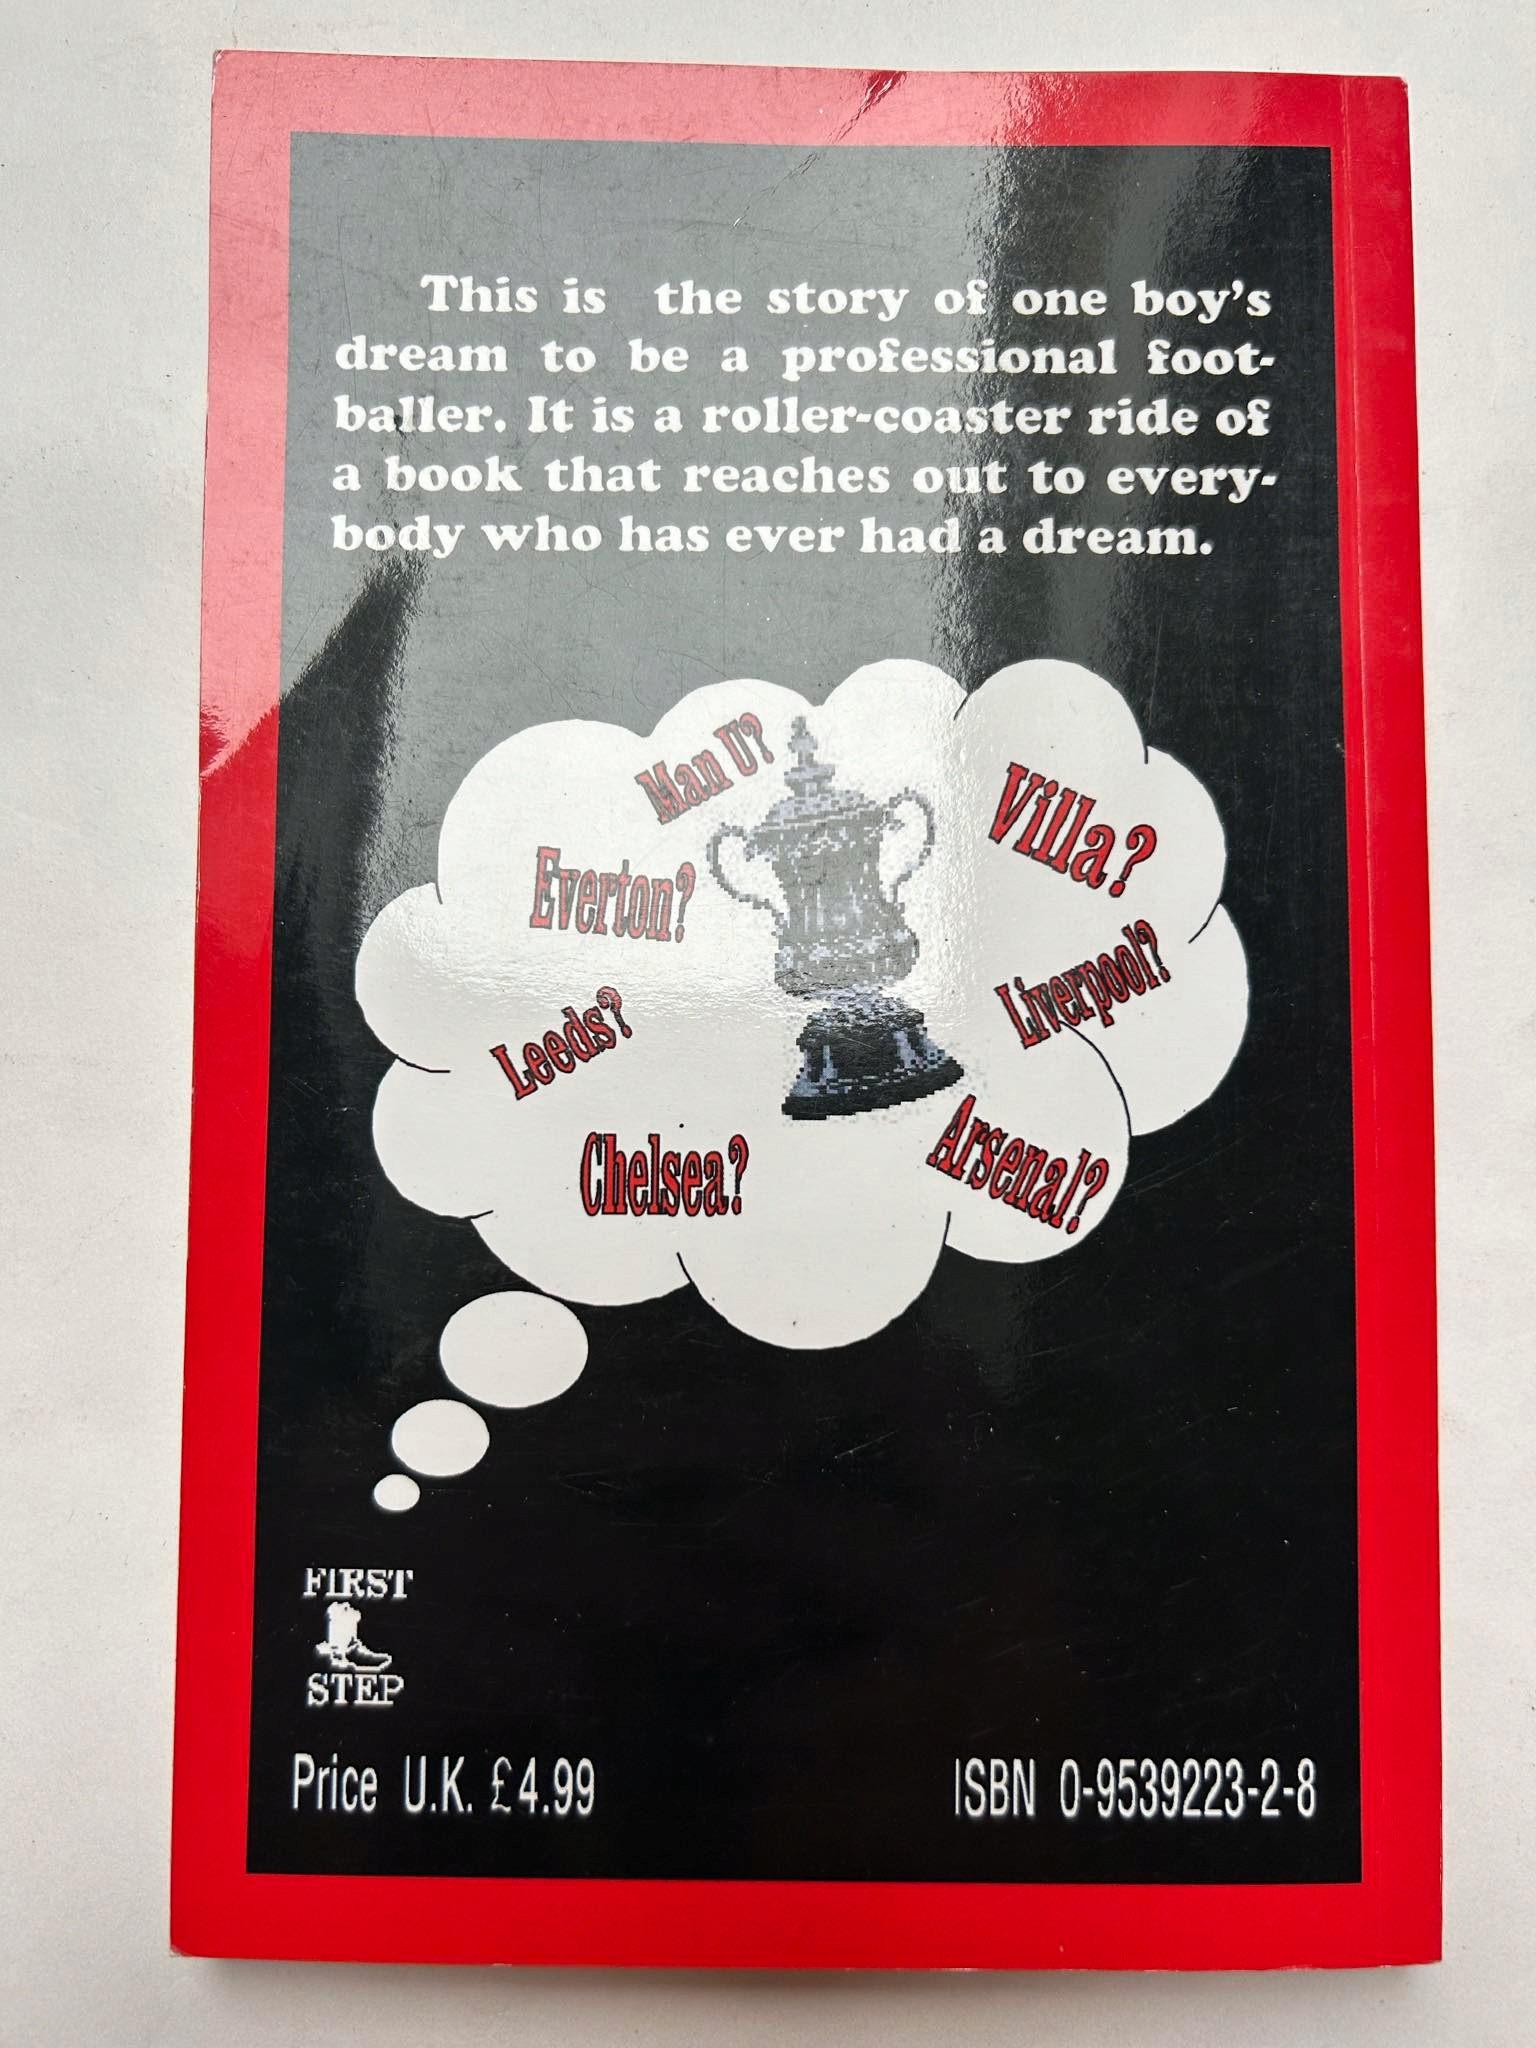 This is the story of one boy's
dream to be a professional foot-
baller. It is a roller-coaster ride of
a book that reaches out to every-
body who has ever had a dream.
Man U?
Villa?
Everton?
Liverpool?
Leeds?
Arsenal?
Chelsea?
FIRST
STEP
Price U.K. £4.99
ISBN 0-9539223-2-8